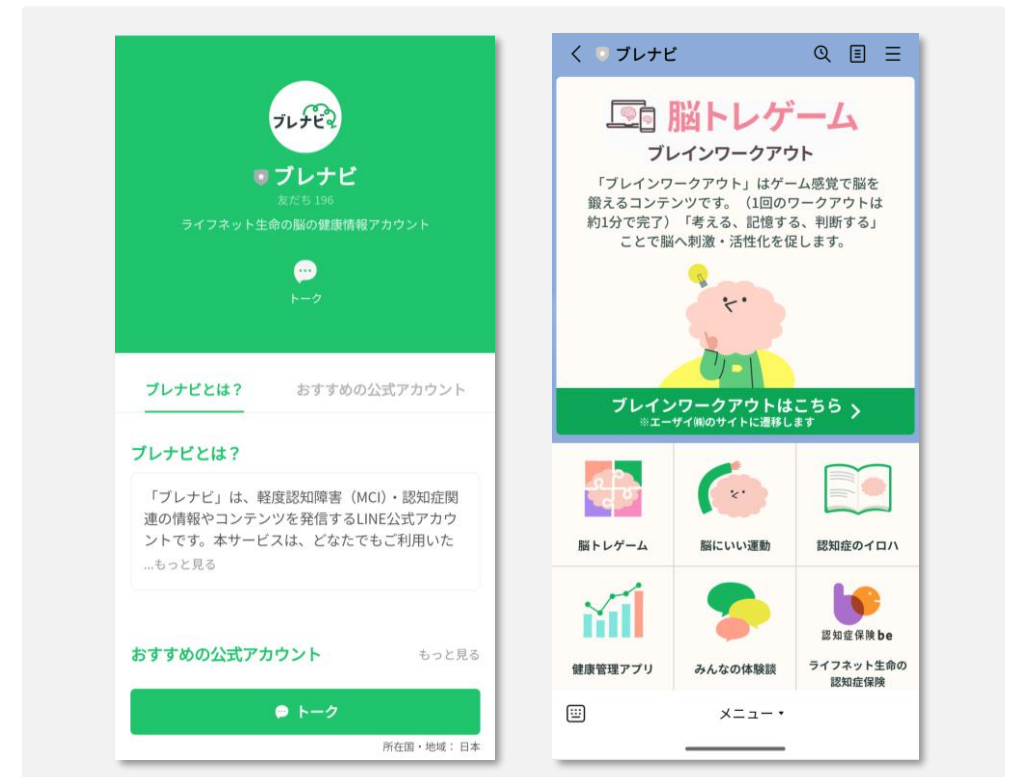 ブレナビ
ブレナビ
友だち 196
ライフネット生命の脳の健康情報アカウント
トーク
ブレナビとは？
おすすめの公式アカウント
ブレナビとは？
「ブレナビ」は、軽度認知障害（MCI）・認知症関
連の情報やコンテンツを発信するLINE公式アカウ
ントです。本サービスは、どなたでもご利用いた
...もっと見る
おすすめの公式アカウント
もっと見る
トーク
所在国・地域： 日本
ブレナビ
脳トレゲーム
ブレインワークアウト
「ブレインワークアウト」はゲーム感覚で脳を
鍛えるコンテンツです。（1回のワークアウトは
約1分で完了）「考える、記憶する、判断する」
ことで脳へ刺激・活性化を促します。
ブレインワークアウトはこちら
※エーザイ㈱のサイトに遷移します
脳トレゲーム
脳にいい運動
認知症のイロハ
健康管理アプリ
みんなの体験談
認知症保険be
ライフネット生命の
認知症保険
メニュー